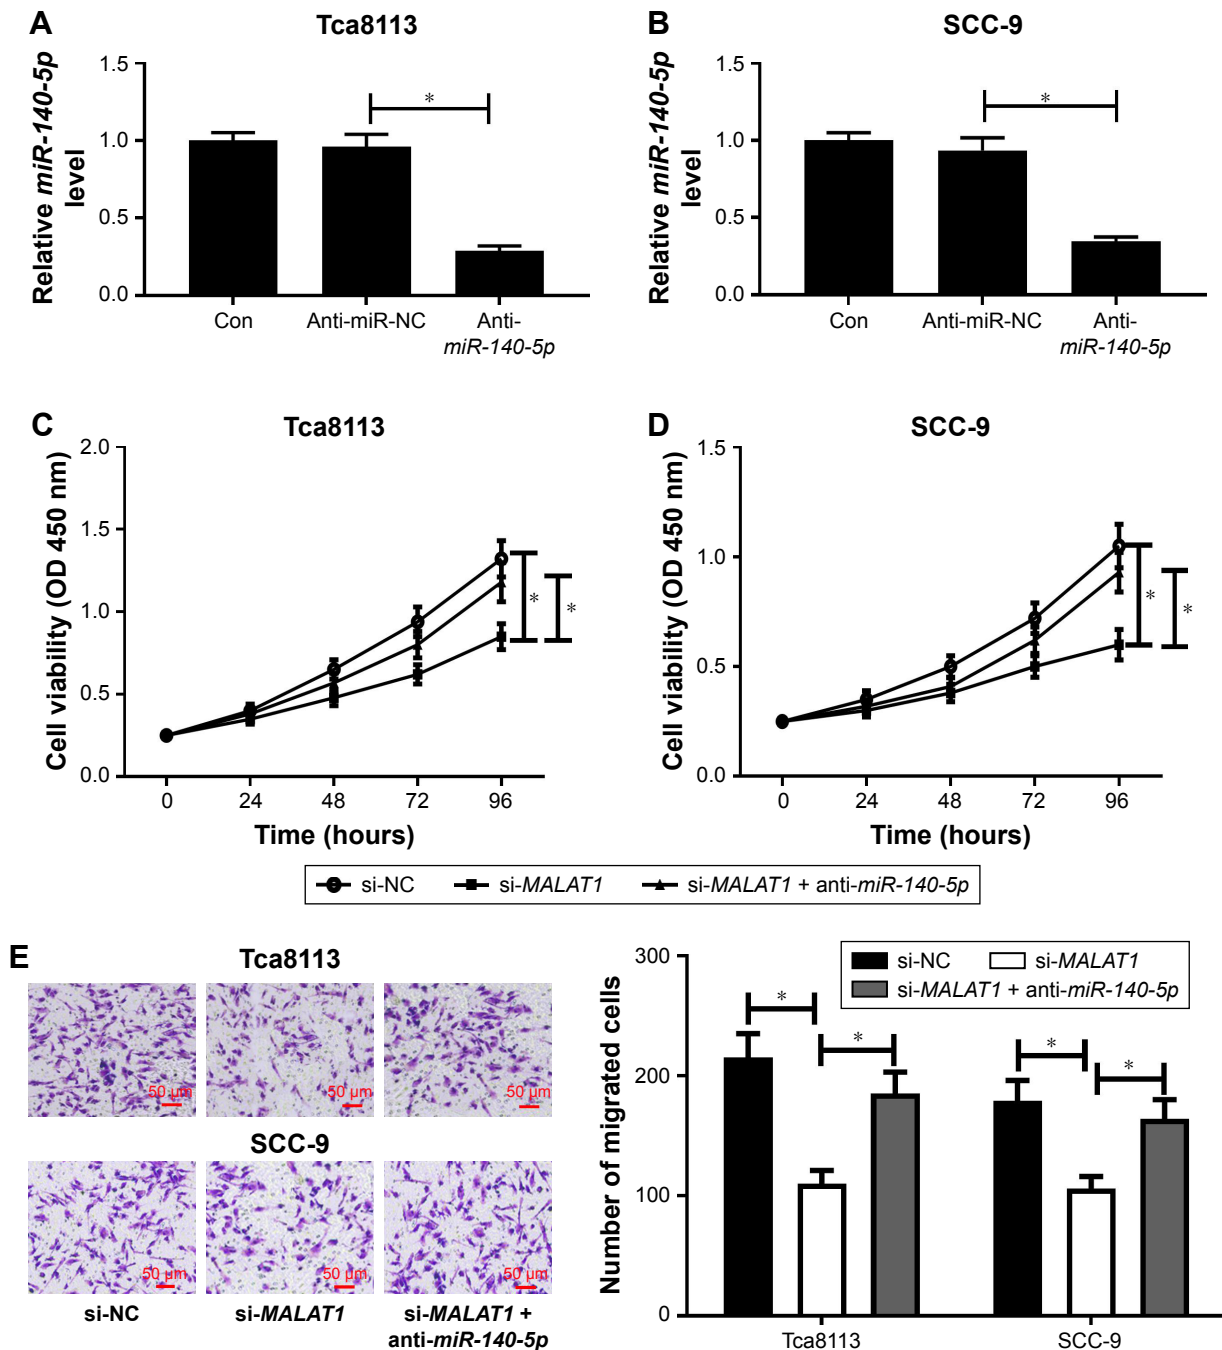 A
Tca8113
Relative miR-140-5p
level
1.5
1.0
0.5
0.0
*
Con
Anti-miR-NC
Anti-
miR-140-5p
B
SCC-9
Relative miR-140-5p
level
1.5
1.0
0.5
0.0
*
Con
Anti-miR-NC
Anti-
miR-140-5p
C
Tca8113
Cell viability (OD 450 nm)
2.0
1.5
1.0
0.5
0.0
*
*
0
24
48
72
96
Time (hours)
D
SCC-9
Cell viability (OD 450 nm)
1.5
1.0
0.5
0.0
*
*
0
24
48
72
96
Time (hours)
si-NC
si-MALAT1
si-MALAT1 + anti-miR-140-5p
E
Tca8113
50 µm
50 µm
50 µm
SCC-9
50 µm
50 µm
50 µm
si-NC
si-MALAT1
si-MALAT1 +
anti-miR-140-5p
Number of migrated cells
300
200
100
0
si-NC
si-MALAT1
si-MALAT1 + anti-miR-140-5p
*
*
*
*
Tca8113
SCC-9